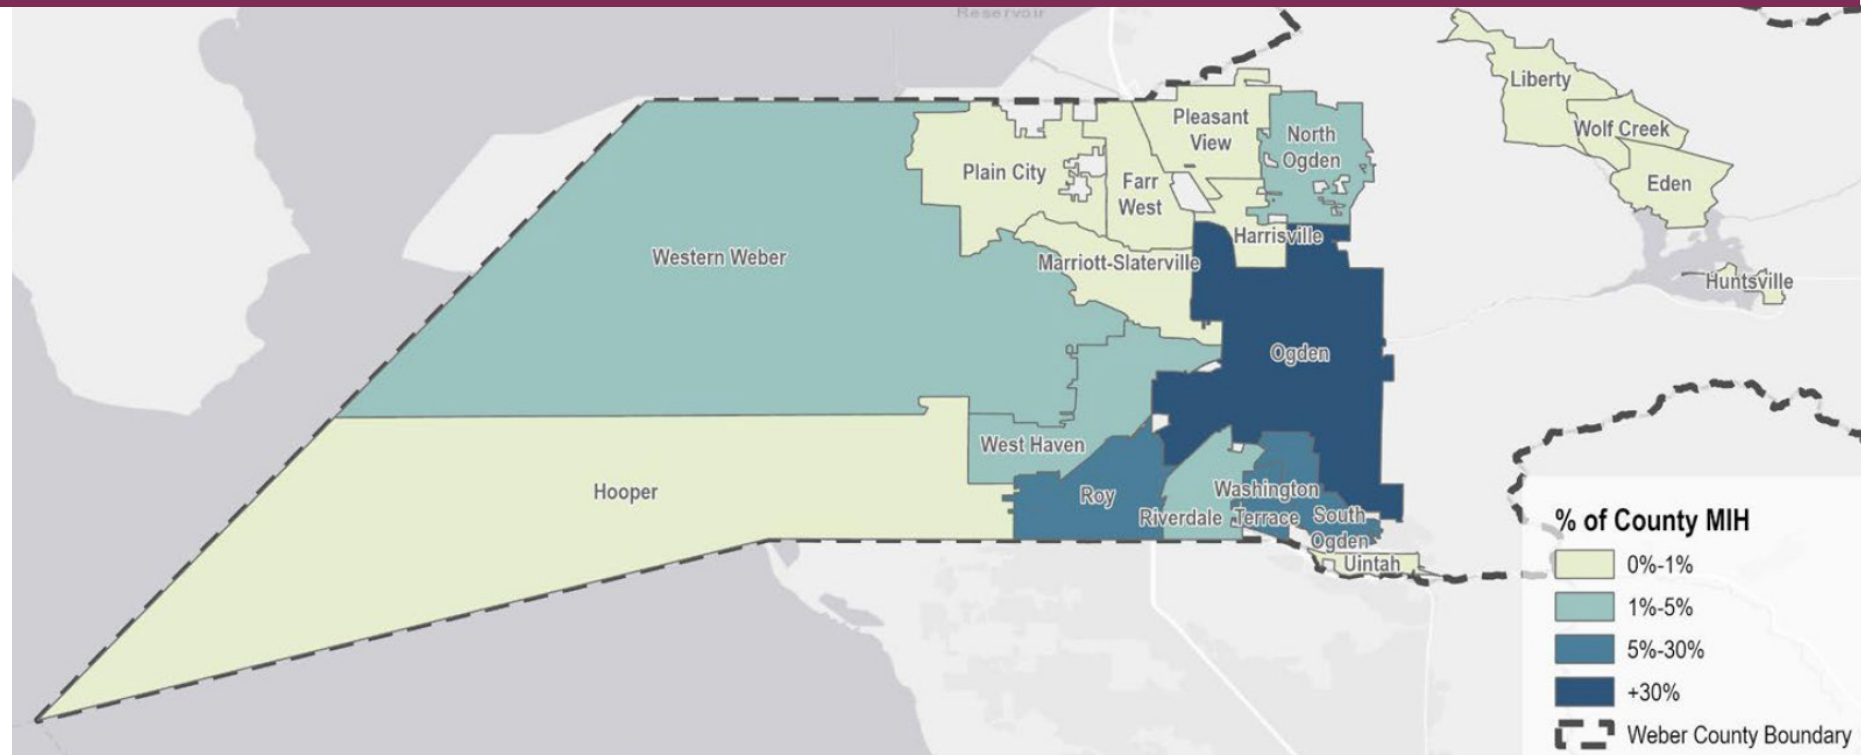 Reservoir
Liberty
Pleasant
View
Wolf Creek
North
Ogden
Plain City
Farr
West
Eden
Harrisville
Western Weber
Marriott-Slaterville
Huntsville
Ogden
West Haven
Hooper
Roy
Washington
Terrace
Riverdale
South
Ogden
Uintah
% of County MIH
0%-1%
1%-5%
5%-30%
+30%
Weber County Boundary